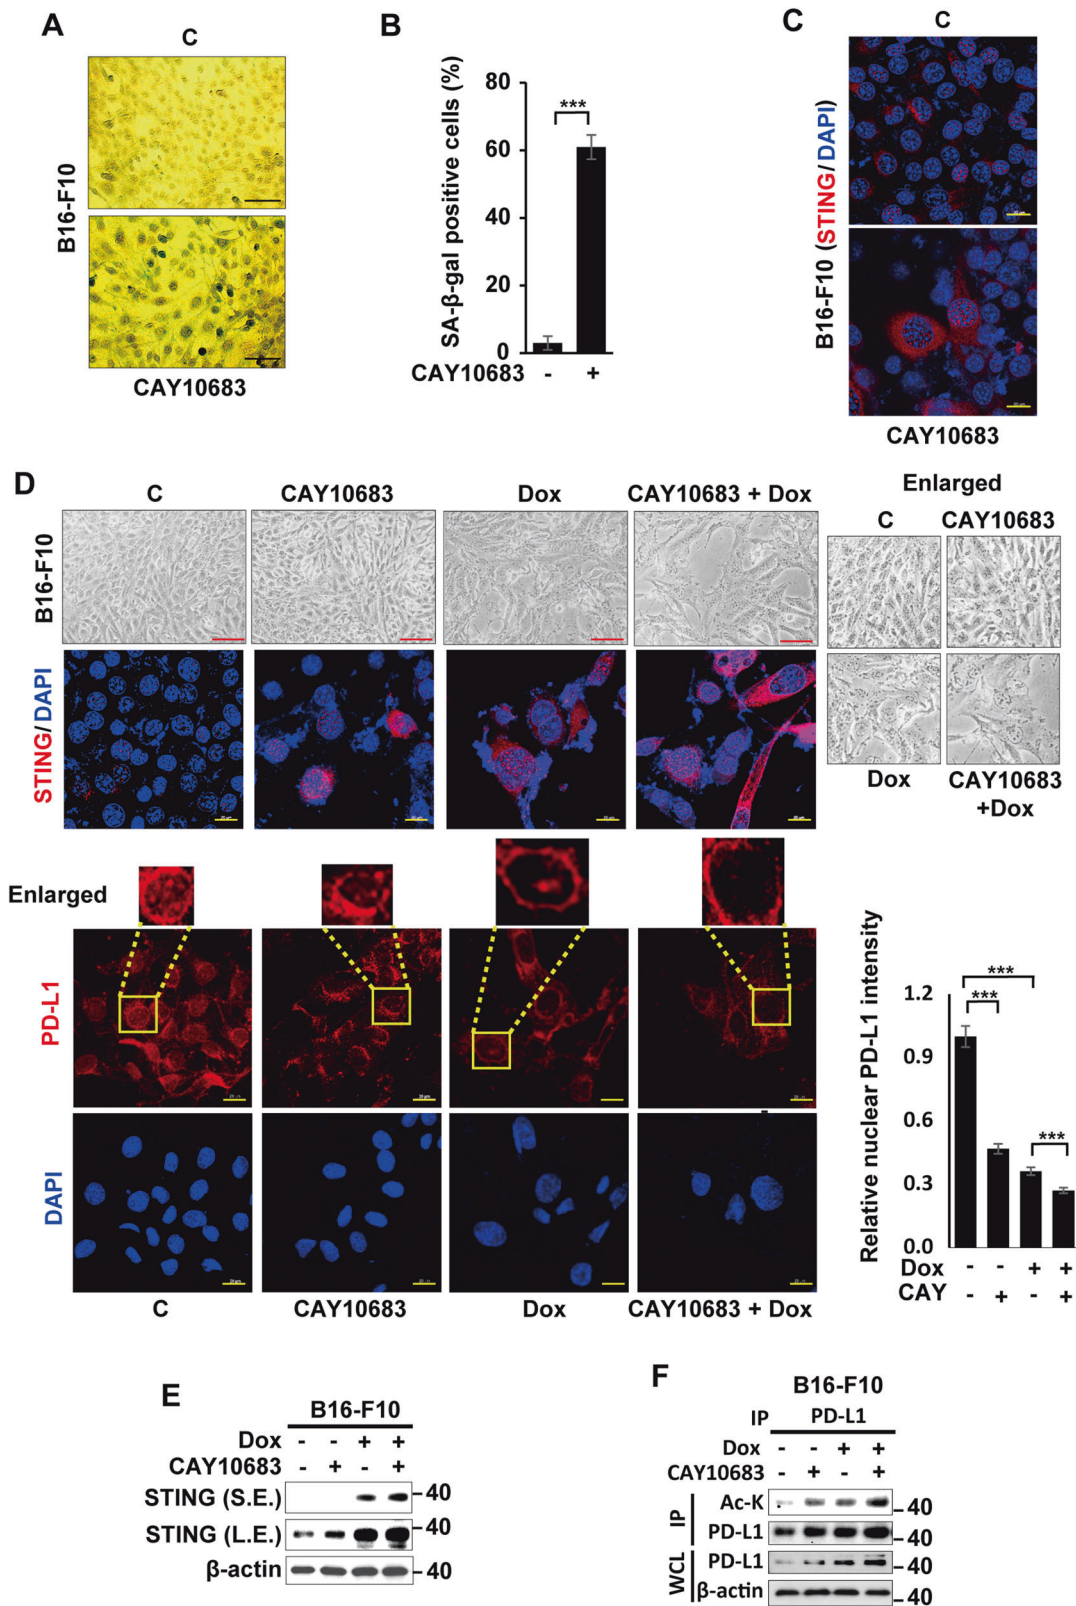 A
C
B16-F10
CAY10683
B
SA-β-gal positive cells (%)
80
60
40
20
0
***
CAY10683 - +
C
C
B16-F10 (STING/DAPI)
CAY10683
D
C CAY10683 Dox CAY10683 + Dox
B16-F10
STING/DAPI
Enlarged
C CAY10683
Dox CAY10683
+Dox
Enlarged
PD-L1
DAPI
C CAY10683 Dox CAY10683 + Dox
Relative nuclear PD-L1 intensity
1.2
0.9
0.6
0.3
0.0
***
***
***
Dox - - + +
CAY - + - +
E
B16-F10
Dox - - + +
CAY10683 - + - +
STING (S.E.) 40
STING (L.E.) 40
β-actin 40
F
B16-F10
IP PD-L1
Dox - - + +
CAY10683 - + - +
IP
Ac-K 40
PD-L1 40
WCL
PD-L1 40
β-actin 40